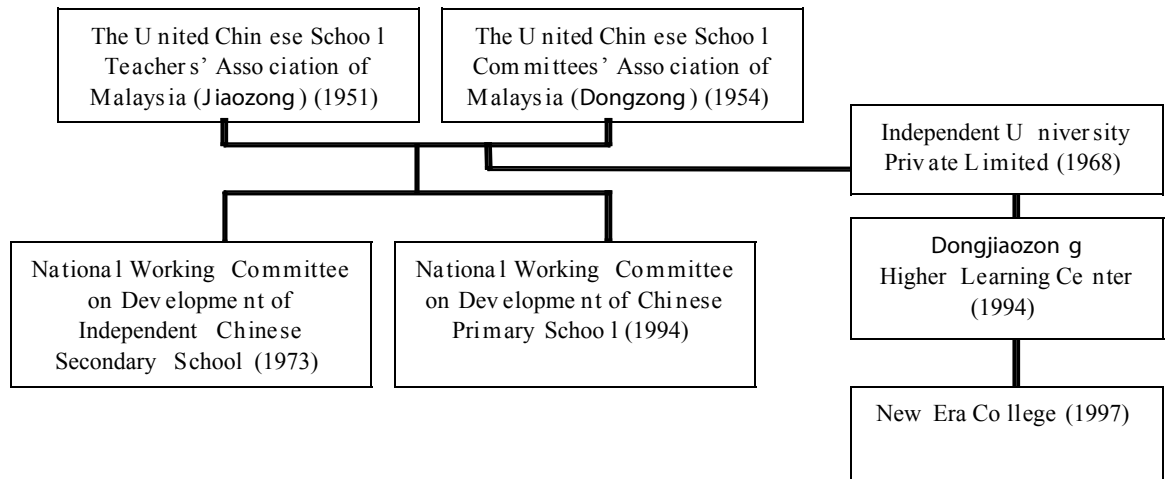 The United Chinese School
Teachers’ Association of
Malaysia (Jiaozong) (1951)
The United Chinese School
Committees’ Association of
Malaysia (Dongzong) (1954)
Independent University
Private Limited (1968)
National Working Committee
on Development of
Independent Chinese
Secondary School (1973)
National Working Committee
on Development of Chinese
Primary School (1994)
Dongjiaozong
Higher Learning Center
(1994)
New Era College (1997)